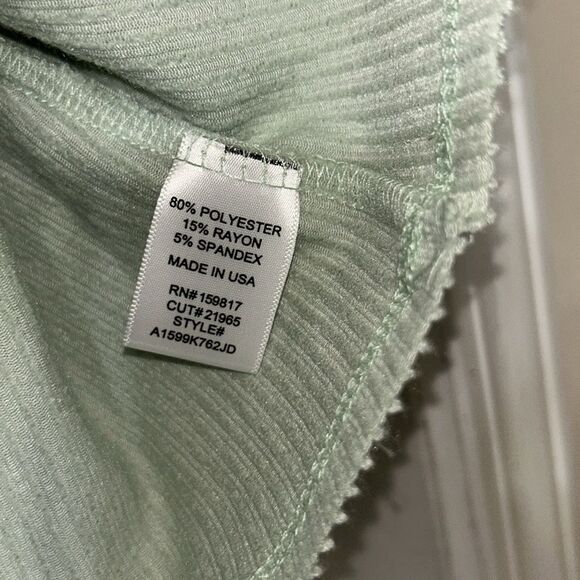 80% POLYESTER
15% RAYON
5% SPANDEX
MADE IN USA
RN# 159817
CUT# 21965
STYLE#
A1599K762JD